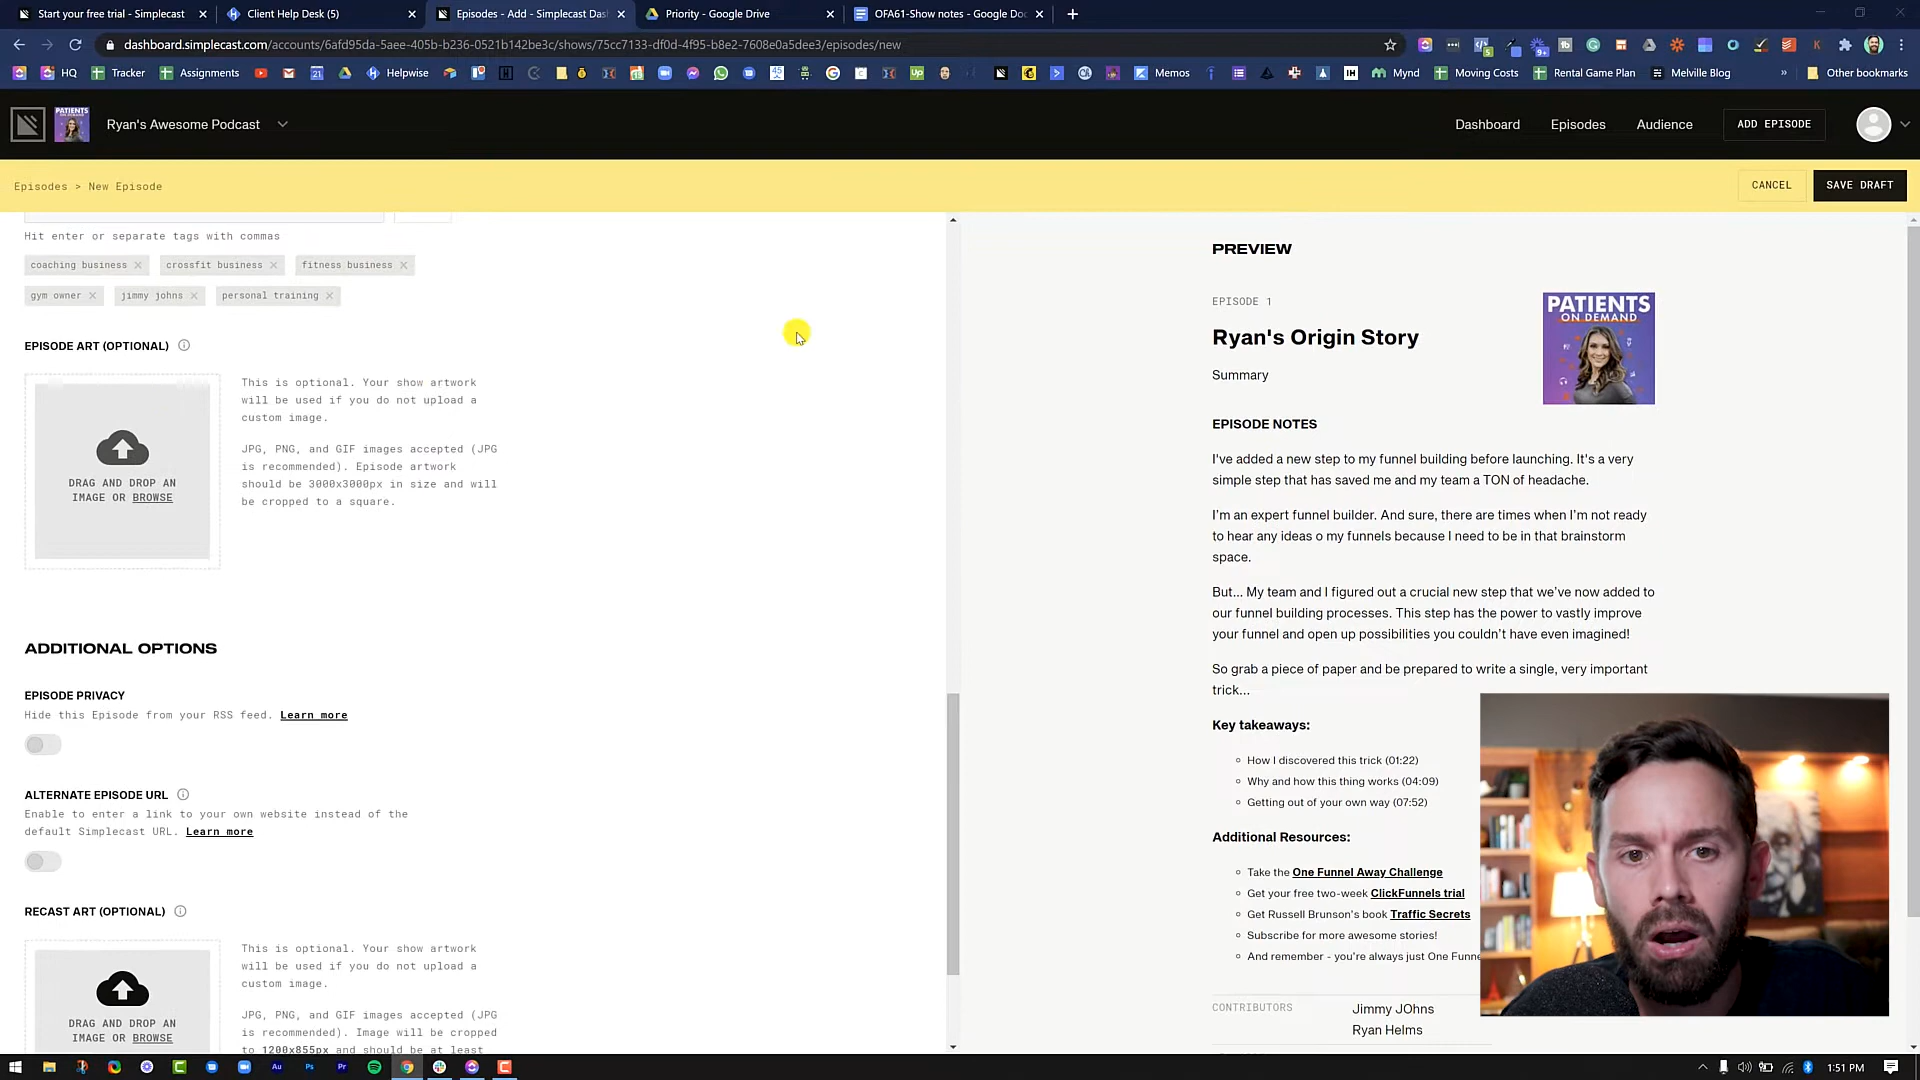 Start your free trial - Simplecast
Client Help Desk (5)
Episodes - Add - Simplecast Das
Priority - Google Drive
OFA61-Show notes - Google Doc
dashboard.simplecast.com/accounts/6afd95da-5aee-405b-b236-0521b142be3c/shows/75cc7133-df0d-4f95-b8e2-7608e0a5dee3/episodes/new
HQ Tracker Assignments Helpwise Memos Mynd Moving Costs Rental Game Plan Melville Blog » Other bookmarks
Ryan's Awesome Podcast
Dashboard Episodes Audience ADD EPISODE
Episodes > New Episode
CANCEL SAVE DRAFT
Hit enter or separate tags with commas
coaching business crossfit business fitness business
gym owner jimmy johns personal training
EPISODE ART (OPTIONAL)
DRAG AND DROP AN
IMAGE OR BROWSE
This is optional. Your show artwork
will be used if you do not upload a
custom image.
JPG, PNG, and GIF images accepted (JPG
is recommended). Episode artwork
should be 3000x3000px in size and will
be cropped to a square.
ADDITIONAL OPTIONS
EPISODE PRIVACY
Hide this Episode from your RSS feed. Learn more
ALTERNATE EPISODE URL
Enable to enter a link to your own website instead of the
default Simplecast URL. Learn more
RECAST ART (OPTIONAL)
DRAG AND DROP AN
IMAGE OR BROWSE
This is optional. Your show artwork
will be used if you do not upload a
custom image.
JPG, PNG, and GIF images accepted (JPG
is recommended). Image will be cropped
to 1200x855px and should be at least
PREVIEW
EPISODE 1
Ryan's Origin Story
Summary
PATIENTS
ON DEMAND
EPISODE NOTES
I've added a new step to my funnel building before launching. It's a very
simple step that has saved me and my team a TON of headache.
I'm an expert funnel builder. And sure, there are times when I'm not ready
to hear any ideas o my funnels because I need to be in that brainstorm
space.
But... My team and I figured out a crucial new step that we've now added to
our funnel building processes. This step has the power to vastly improve
your funnel and open up possibilities you couldn't have even imagined!
So grab a piece of paper and be prepared to write a single, very important
trick...
Key takeaways:
How I discovered this trick (01:22)
Why and how this thing works (04:09)
Getting out of your own way (07:52)
Additional Resources:
Take the One Funnel Away Challenge
Get your free two-week ClickFunnels trial
Get Russell Brunson's book Traffic Secrets
Subscribe for more awesome stories!
And remember - you're always just One Funne
CONTRIBUTORS
Jimmy JOhns
Ryan Helms
1:51 PM